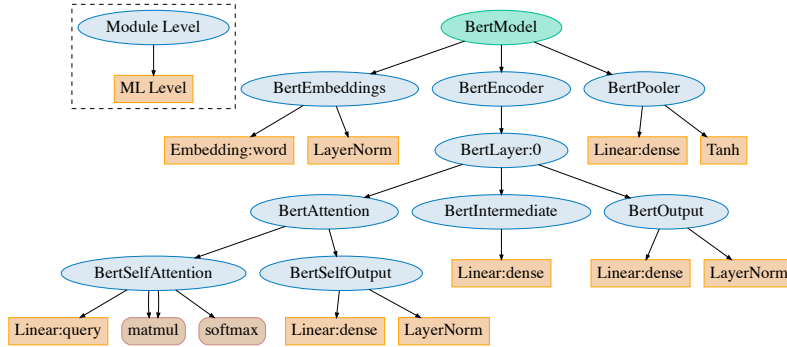 Module Level
BertModel
ML Level
BertEmbeddings
BertEncoder
BertPooler
Embedding:word
LayerNorm
BertLayer:0
Linear:dense
Tanh
BertAttention
BertIntermediate
BertOutput
BertSelfAttention
BertSelfOutput
Linear:dense
Linear:dense
LayerNorm
Linear:query
matmul
softmax
Linear:dense
LayerNorm